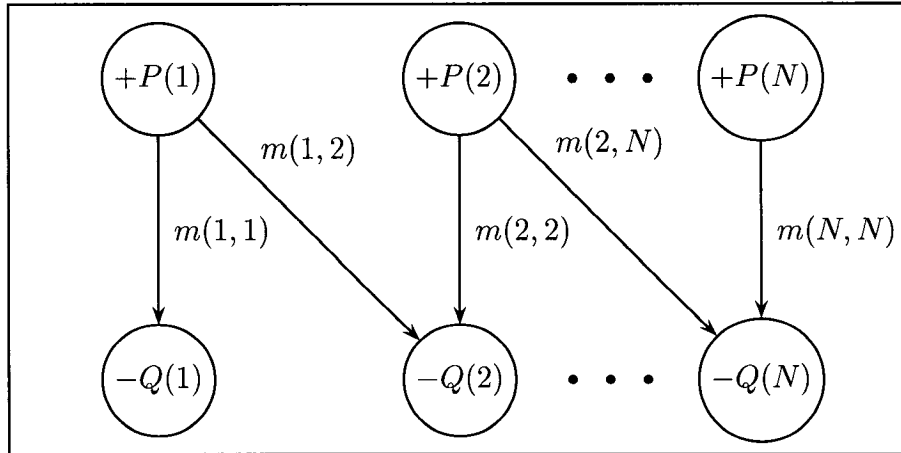 +P(1) +P(2) • • • +P(N)
m(1, 2) m(2, N)
m(1, 1) m(2, 2) m(N, N)
−Q(1) −Q(2) • • • −Q(N)